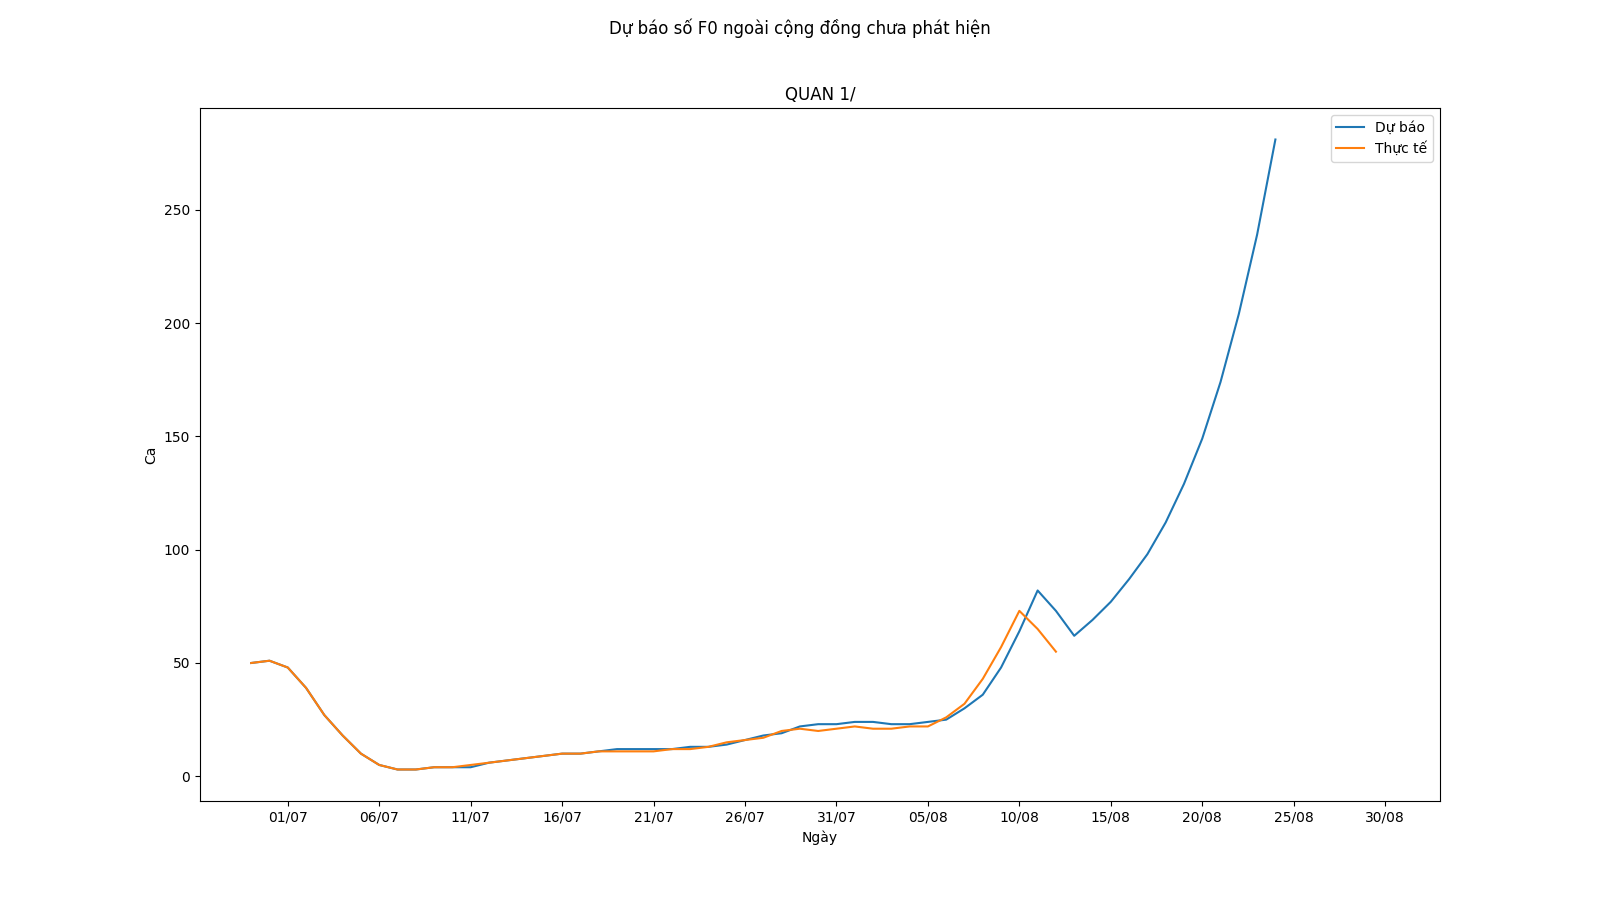 Dự báo số F0 ngoài cộng đồng chưa phát hiện
QUAN 1/
Dự báo
Thực tế
250
200
150
100
50
0
Ca
01/07 06/07 11/07 16/07 21/07 26/07 31/07 05/08 10/08 15/08 20/08 25/08 30/08
Ngày